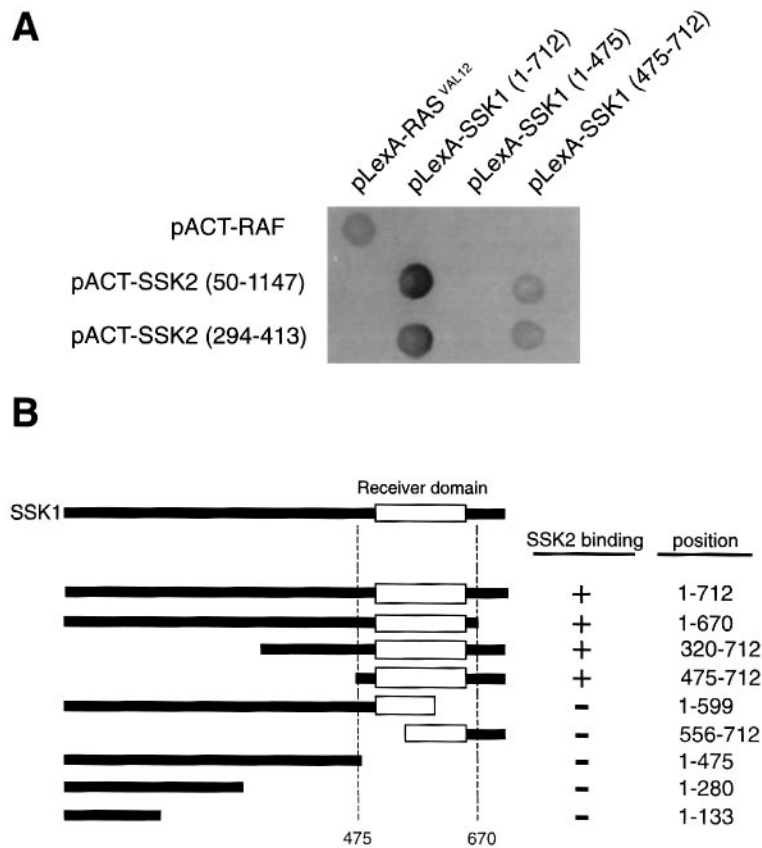 A
pLexA-RAS VAL12
pLexA-SSK1 (1-712)
pLexA-SSK1 (1-475)
pLexA-SSK1 (475-712)
pACT-RAF
pACT-SSK2 (50-1147)
pACT-SSK2 (294-413)
B
Receiver domain
SSK1
SSK2 binding position
+ 1-712
+ 1-670
+ 320-712
+ 475-712
- 1-599
- 556-712
- 1-475
- 1-280
- 1-133
475 670